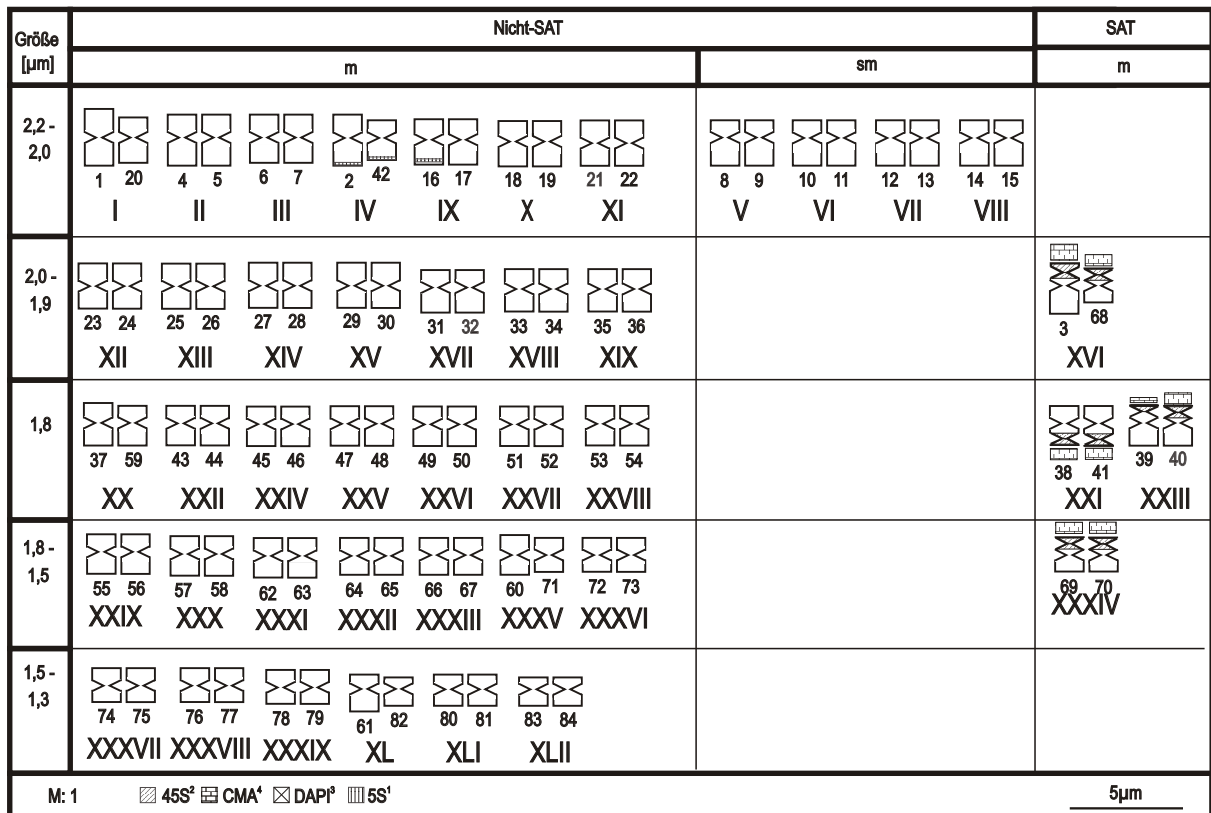 Größe
[µm]
Nicht-SAT
SAT
m
sm
m
2,2 -
2,0
1 20 4 5 6 7 2 42 16 17 18 19 21 22 8 9 10 11 12 13 14 15
I II III IV IX X XI V VI VII VIII
2,0 -
1,9
23 24 25 26 27 28 29 30 31 32 33 34 35 36 3 68
XII XIII XIV XV XVII XVIII XIX XVI
1,8
37 59 43 44 45 46 47 48 49 50 51 52 53 54 38 41 39 40
XX XXII XXIV XXV XXVI XXVII XXVIII XXI XXIII
1,8 -
1,5
55 56 57 58 62 63 64 65 66 67 60 71 72 73 69 70
XXIX XXX XXXI XXXII XXXIII XXXV XXXVI XXXIV
1,5 -
1,3
74 75 76 77 78 79 61 82 80 81 83 84
XXXVII XXXVIII XXXIX XL XLI XLII
M: 1 45S² CMA⁴ DAPI³ 5S¹ 5µm